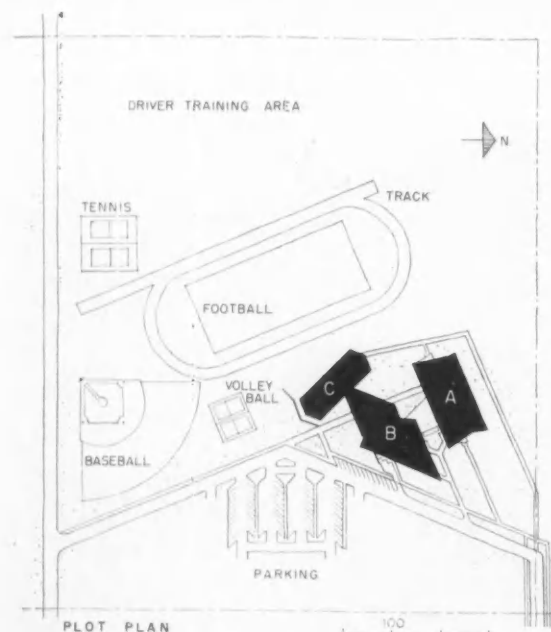 DRIVER TRAINING AREA
N
TENNIS
TRACK
FOOTBALL
C
VOLLEY
BALL
A
B
BASEBALL
PARKING
PLOT PLAN
100